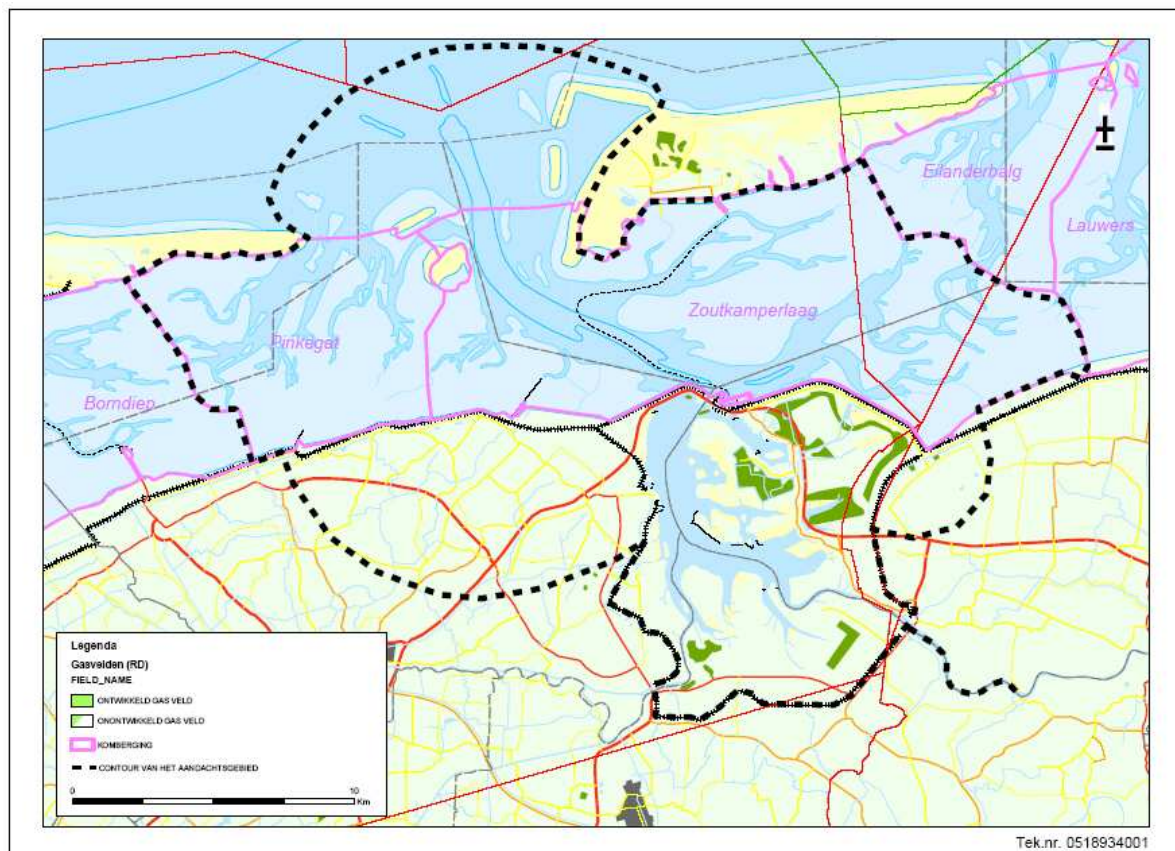 Eilanderbalg
Lauwers
Zoutkamperlaag
Pinkegat
Borndiep
Legenda
Gasvelden (RD)
FIELD_NAME
ONTWIKKELD GAS VELD
ONONTWIKKELD GAS VELD
KOMBERGING
CONTOUR VAN HET AANDACHTSGEBIED
0 10
Km
Tek.nr. 0518934001